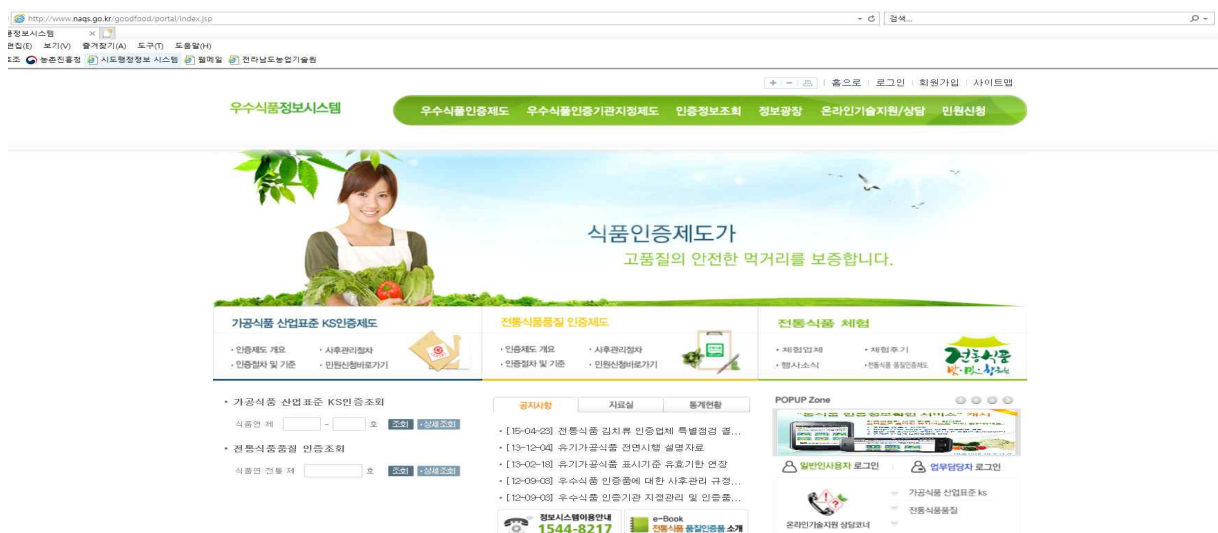 http://www.naqs.go.kr/goodfood/portal/index.jsp
검색...
보기(V) 즐겨찾기(A) 도구(T) 도움말(H)
농촌진흥청 시도행정정보 시스템 웹메일 전라남도농업기술원
홈으로 로그인 회원가입 사이트맵
우수식품정보시스템
우수식품인증제도 우수식품인증기관지정제도 인증정보조회 정보광장 온라인기술지원/상담 민원신청
식품인증제도가
고품질의 안전한 먹거리를 보증합니다.
가공식품 산업표준 KS인증제도
· 인증제도 개요 · 사후관리절차
· 인증절차 및 기준 · 민원신청바로가기
전통식품품질 인증제도
· 인증제도 개요 · 사후관리절차
· 인증절차 및 기준 · 민원신청바로가기
전통식품 체험
· 체험업체 · 체험후기
· 행사소식 · 전통식품 품질인증제도
전통식품
• 가공식품 산업표준 KS인증조회
식품연 제 - 호 조회 상세조회
• 전통식품품질 인증조회
식품연 전통 제 호 조회 상세조회
공지사항 자료실 통계현황
• [15-04-23] 전통식품 김치류 인증업체 특별점검 결...
• [13-12-04] 유기가공식품 전면시행 설명자료
• [13-02-18] 유기가공식품 표시기준 유효기한 연장
• [12-09-03] 우수식품 인증품에 대한 사후관리 규정...
• [12-09-03] 우수식품 인증기관 지정관리 및 인증품...
정보시스템이용안내
1544-8217
e-Book
전통식품 품질인증품 소개
POPUP Zone
일반인사용자 로그인 업무담당자 로그인
온라인기술지원 상담코너
가공식품 산업표준 ks
전통식품품질